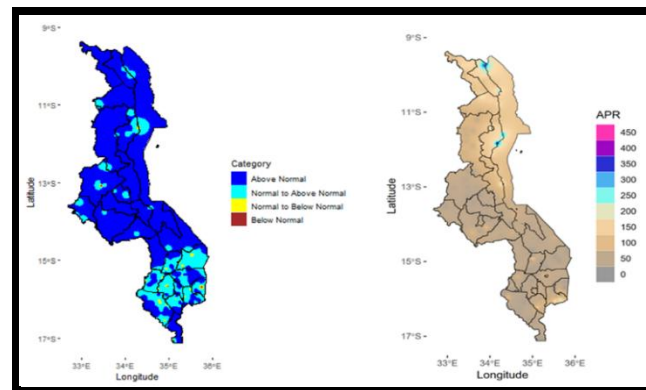 9°S
11°S
13°S
15°S
17°S
Latitude
33°E 34°E 35°E 36°E
Longitude
Category
Above Normal
Normal to Above Normal
Normal to Below Normal
Below Normal
9°S
11°S
13°S
15°S
17°S
Latitude
33°E 34°E 35°E 36°E
Longitude
APR
450
400
350
300
250
200
150
100
50
0